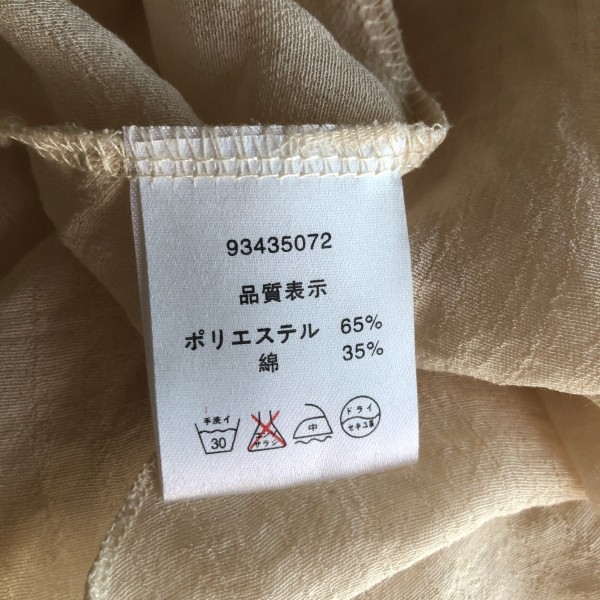 93435072
品質表示
ポリエステル 65%
綿 35%
手洗イ
30
エンソ
サラシ
中
ドライ
セキユ系